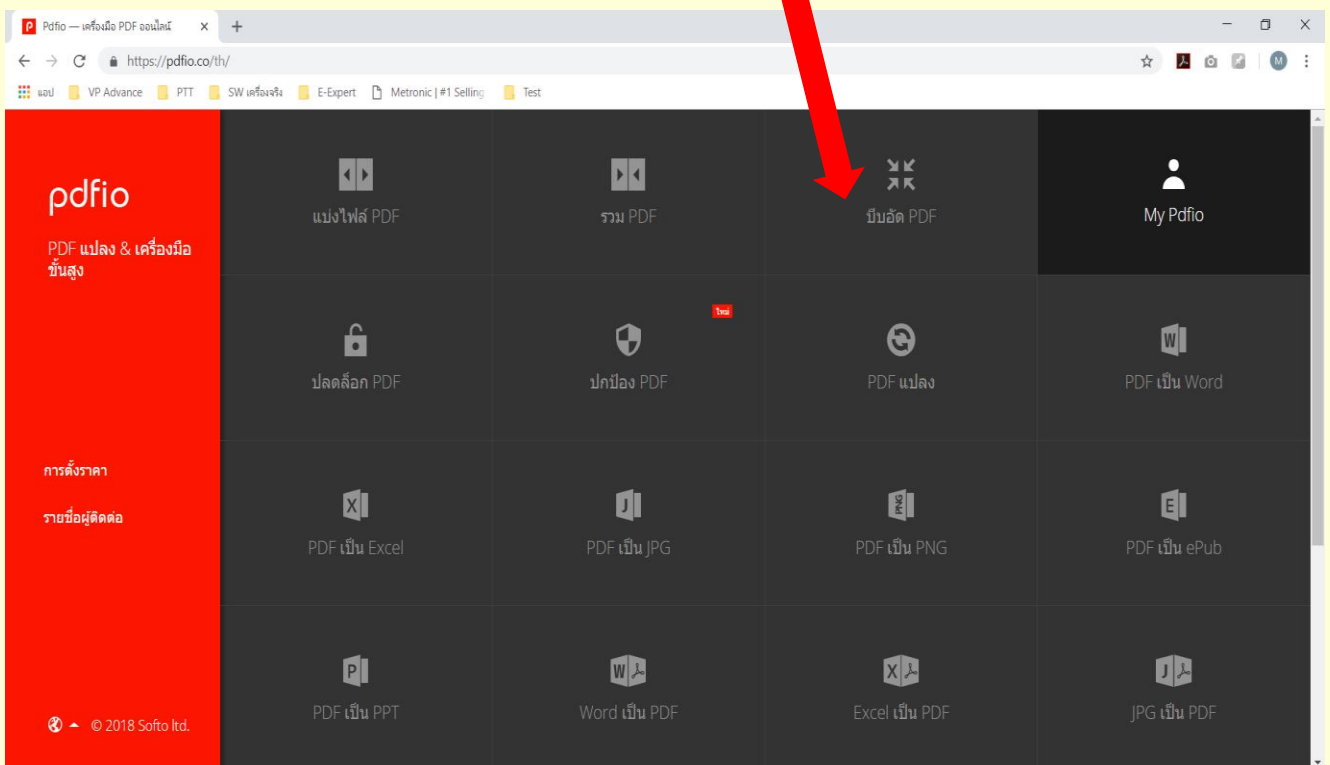 Pdfio — เครื่องมือ PDF ออนไลน์
https://pdfio.co/th/
M
แอป VP Advance PTT SW เครื่องจริง E-Expert Metronic | #1 Selling Test
pdfio
PDF แปลง & เครื่องมือ
ขั้นสูง
การตั้งราคา
รายชื่อผู้ติดต่อ
© 2018 Softo ltd.
แบ่งไฟล์ PDF
รวม PDF
บีบอัด PDF
My Pdfio
ปลดล็อก PDF
ใหม่
ปกป้อง PDF
PDF แปลง
W
PDF เป็น Word
X
PDF เป็น Excel
J
PDF เป็น JPG
PNG
PDF เป็น PNG
E
PDF เป็น ePub
P
PDF เป็น PPT
W
Word เป็น PDF
X
Excel เป็น PDF
J
JPG เป็น PDF